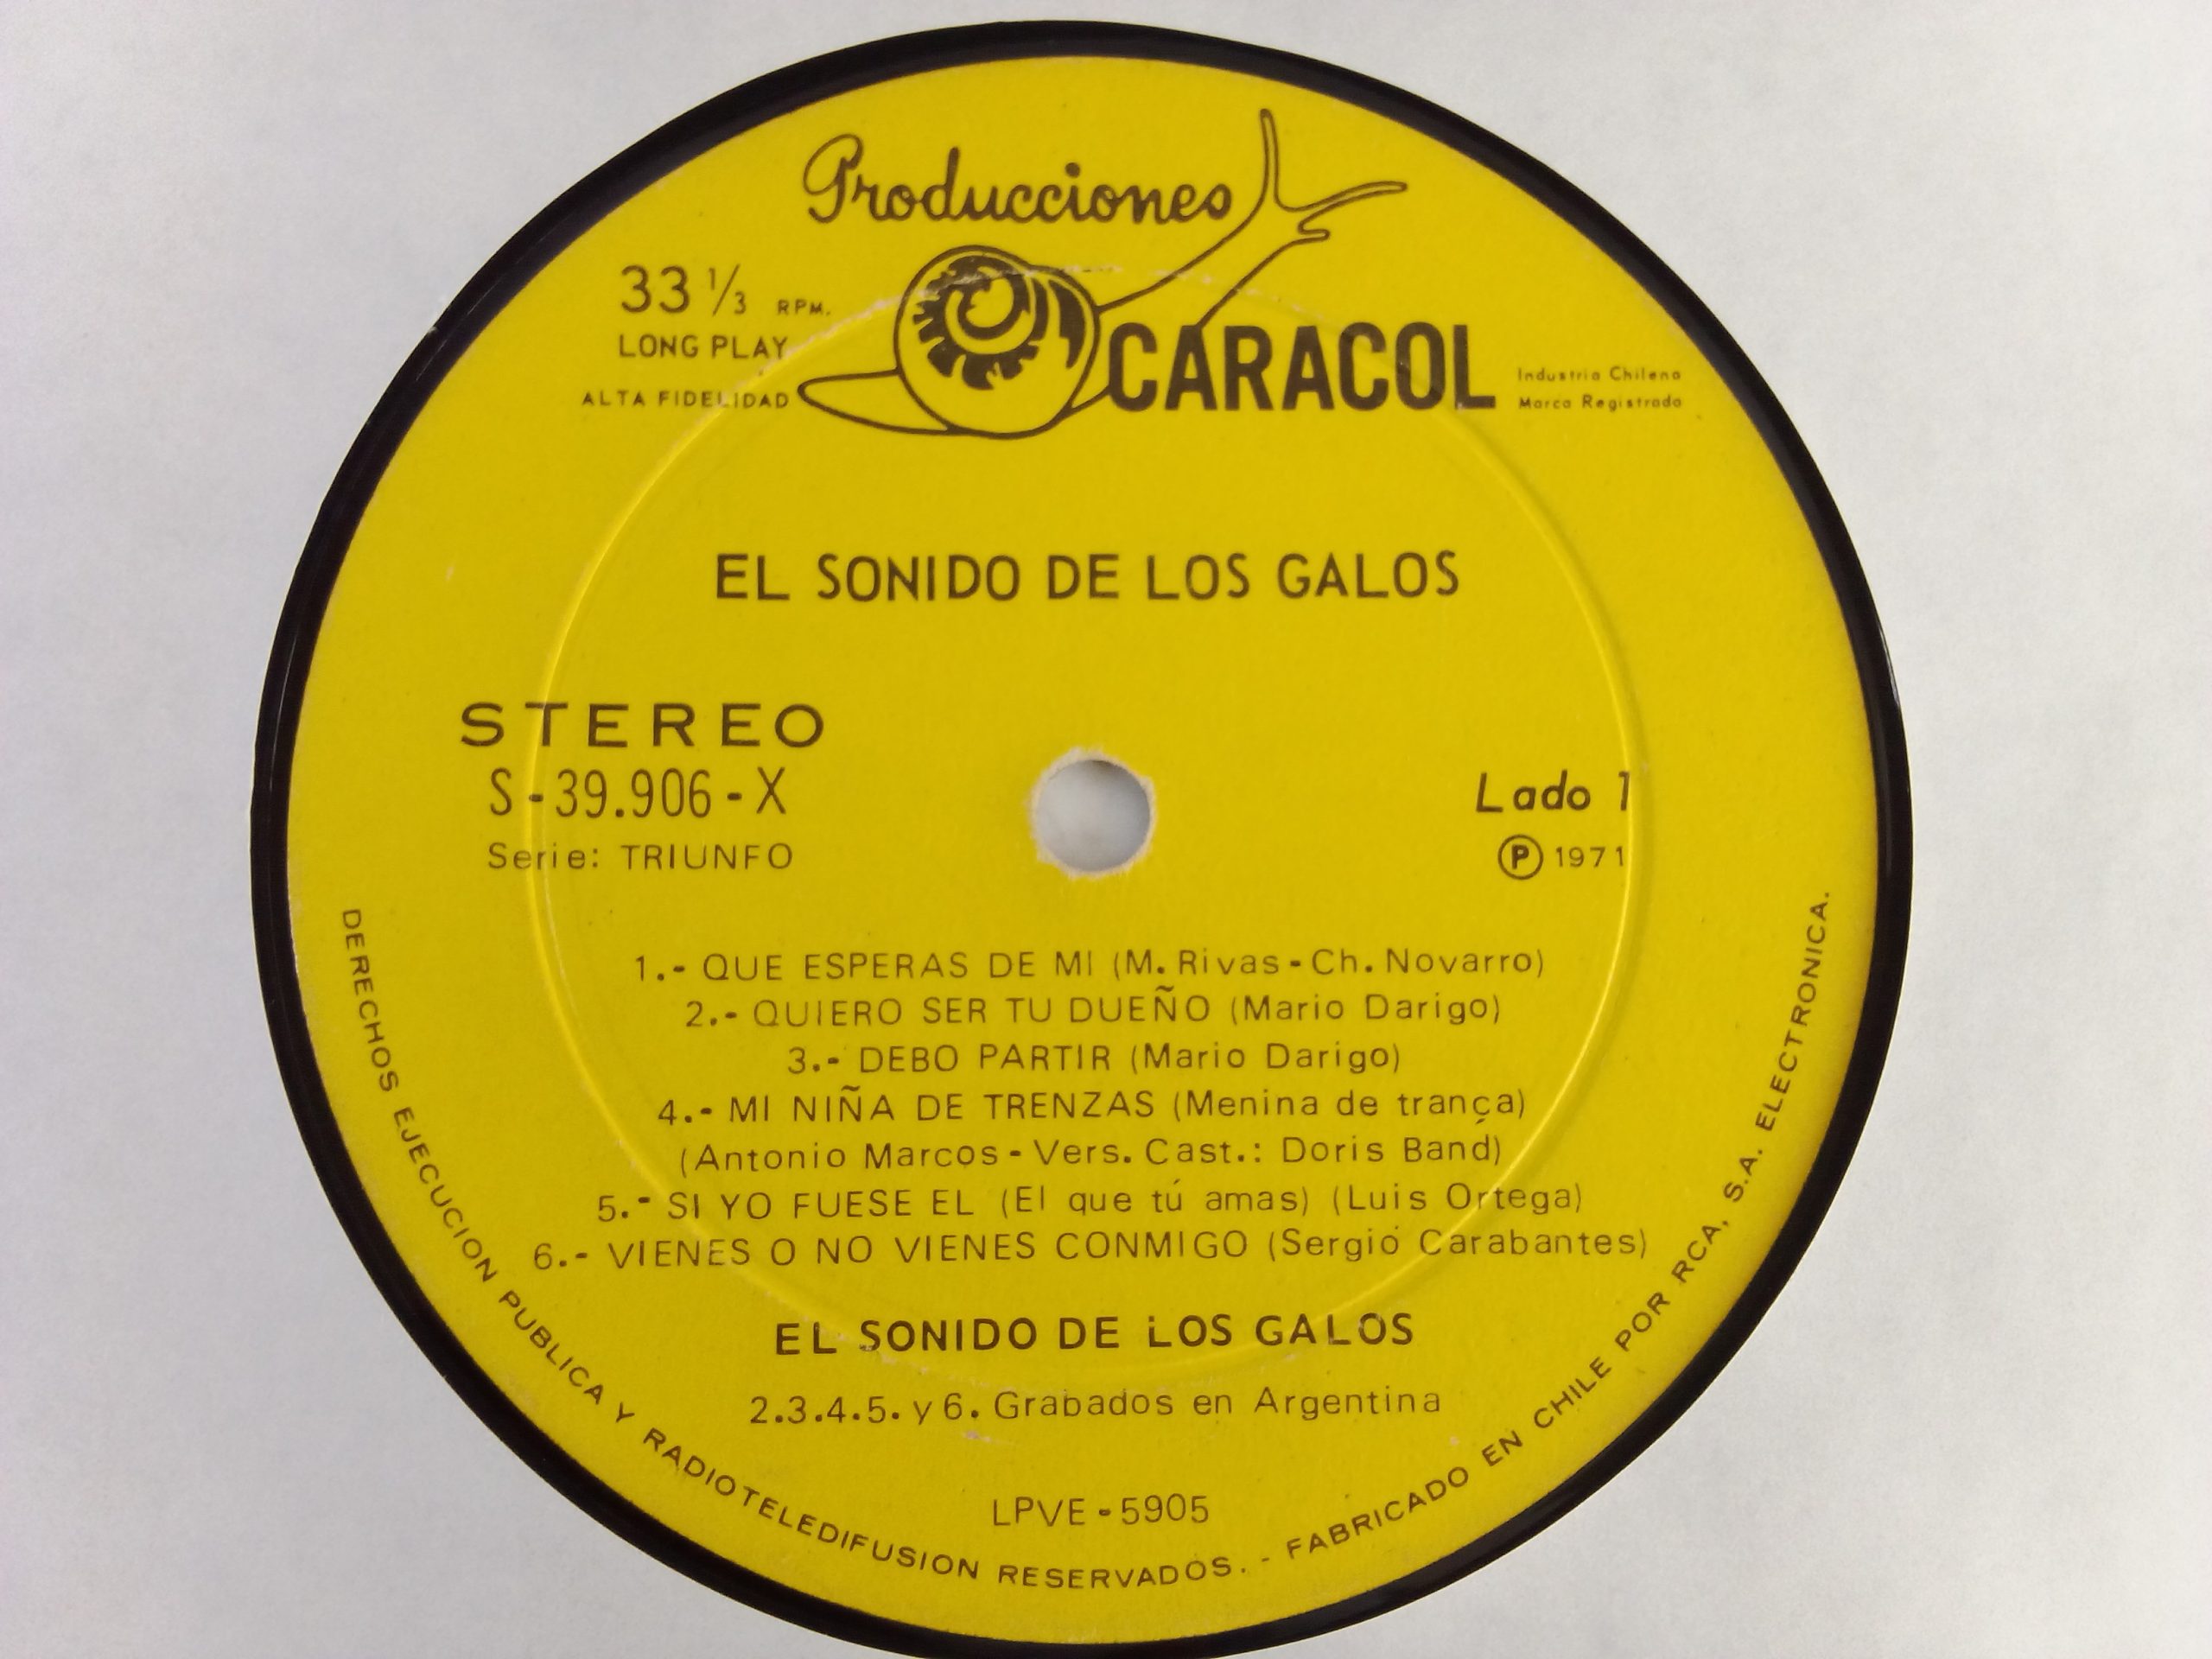 Producciones
CARACOL
33 1/3 RPM.
LONG PLAY
ALTA FIDELIDAD
Industria Chilena
Marca Registrada
EL SONIDO DE LOS GALOS
STEREO
S-39.906-X
Serie: TRIUNFO
Lado 1
Ⓟ 1971
1.- QUE ESPERAS DE MI (M. Rivas - Ch. Novarro)
2.- QUIERO SER TU DUEÑO (Mario Darigo)
3.- DEBO PARTIR (Mario Darigo)
4.- MI NIÑA DE TRENZAS (Menina de trança)
(Antonio Marcos - Vers. Cast.: Doris Band)
5.- SI YO FUESE EL (El que tú amas) (Luis Ortega)
6.- VIENES O NO VIENES CONMIGO (Sergio Carabantes)
EL SONIDO DE LOS GALOS
2.3.4.5. y 6. Grabados en Argentina
LPVE - 5905
DERECHOS EJECUCION PUBLICA Y RADIOTELEDIFUSION RESERVADOS. - FABRICADO EN CHILE POR RCA, S.A. ELECTRONICA.